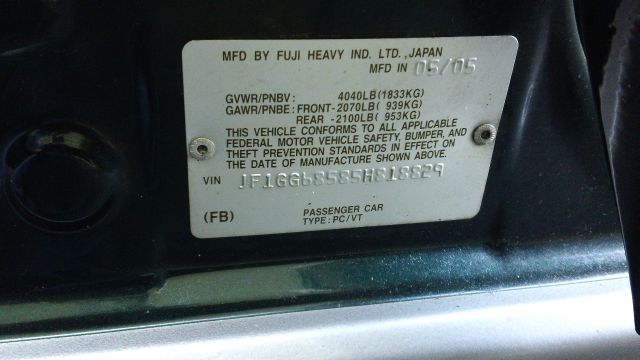 MFD BY FUJI HEAVY IND. LTD., JAPAN
MFD IN 05/05
GVWR/PNBV: 4040LB(1833KG)
GAWR/PNBE: FRONT-2070LB( 939KG)
REAR -2100LB( 953KG)
THIS VEHICLE CONFORMS TO ALL APPLICABLE
FEDERAL MOTOR VEHICLE SAFETY, BUMPER, AND
THEFT PREVENTION STANDARDS IN EFFECT ON
THE DATE OF MANUFACTURE SHOWN ABOVE.
VIN JF1GG68585H818829
(FB) PASSENGER CAR
TYPE: PC/VT